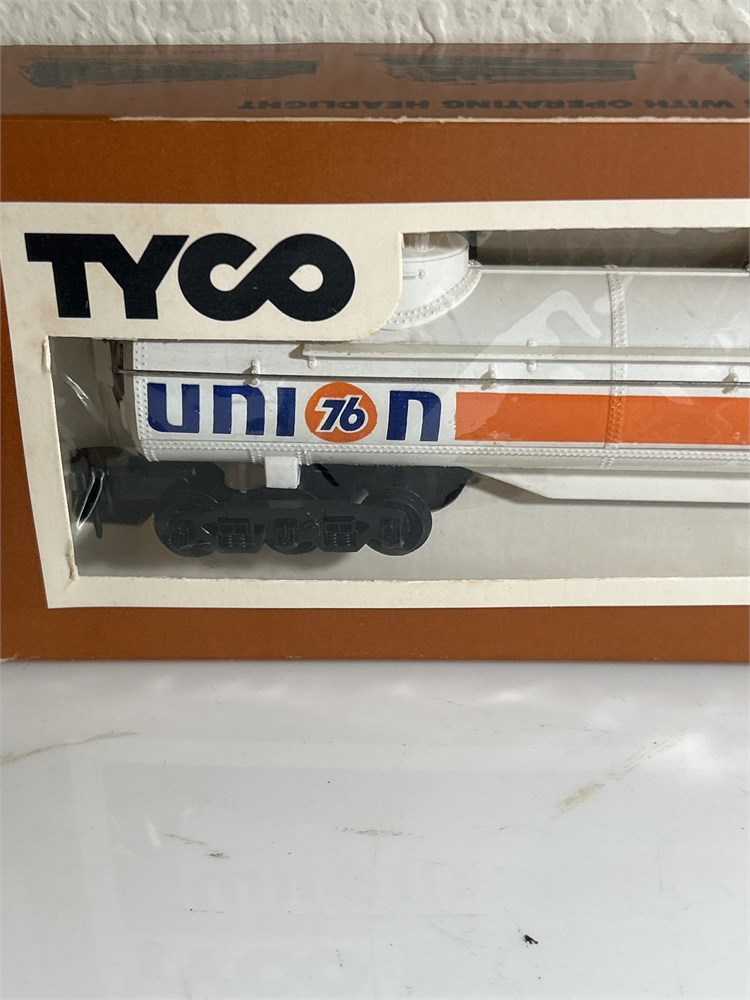 WITH OPERATING HEADLIGHT
TYCO
UNION
76